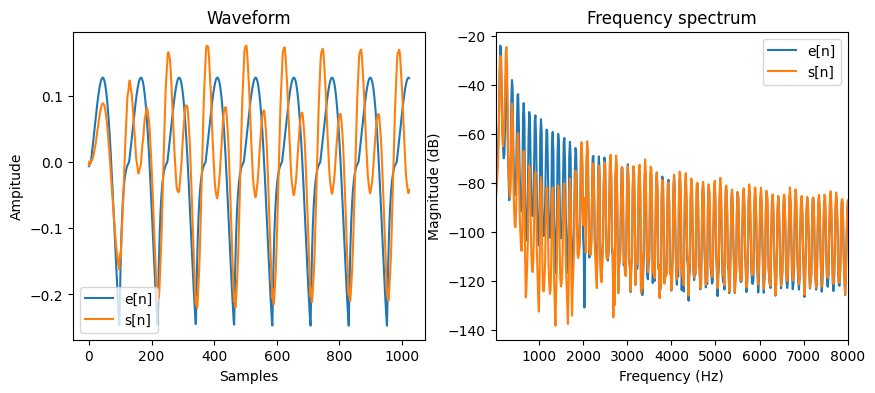 Waveform
Ampitude
0.1
0.0
−0.1
−0.2
e[n]
s[n]
0
200
400
600
800
1000
Samples
Frequency spectrum
Magnitude (dB)
−20
−40
−60
−80
−100
−120
−140
e[n]
s[n]
1000
2000
3000
4000
5000
6000
7000
8000
Frequency (Hz)